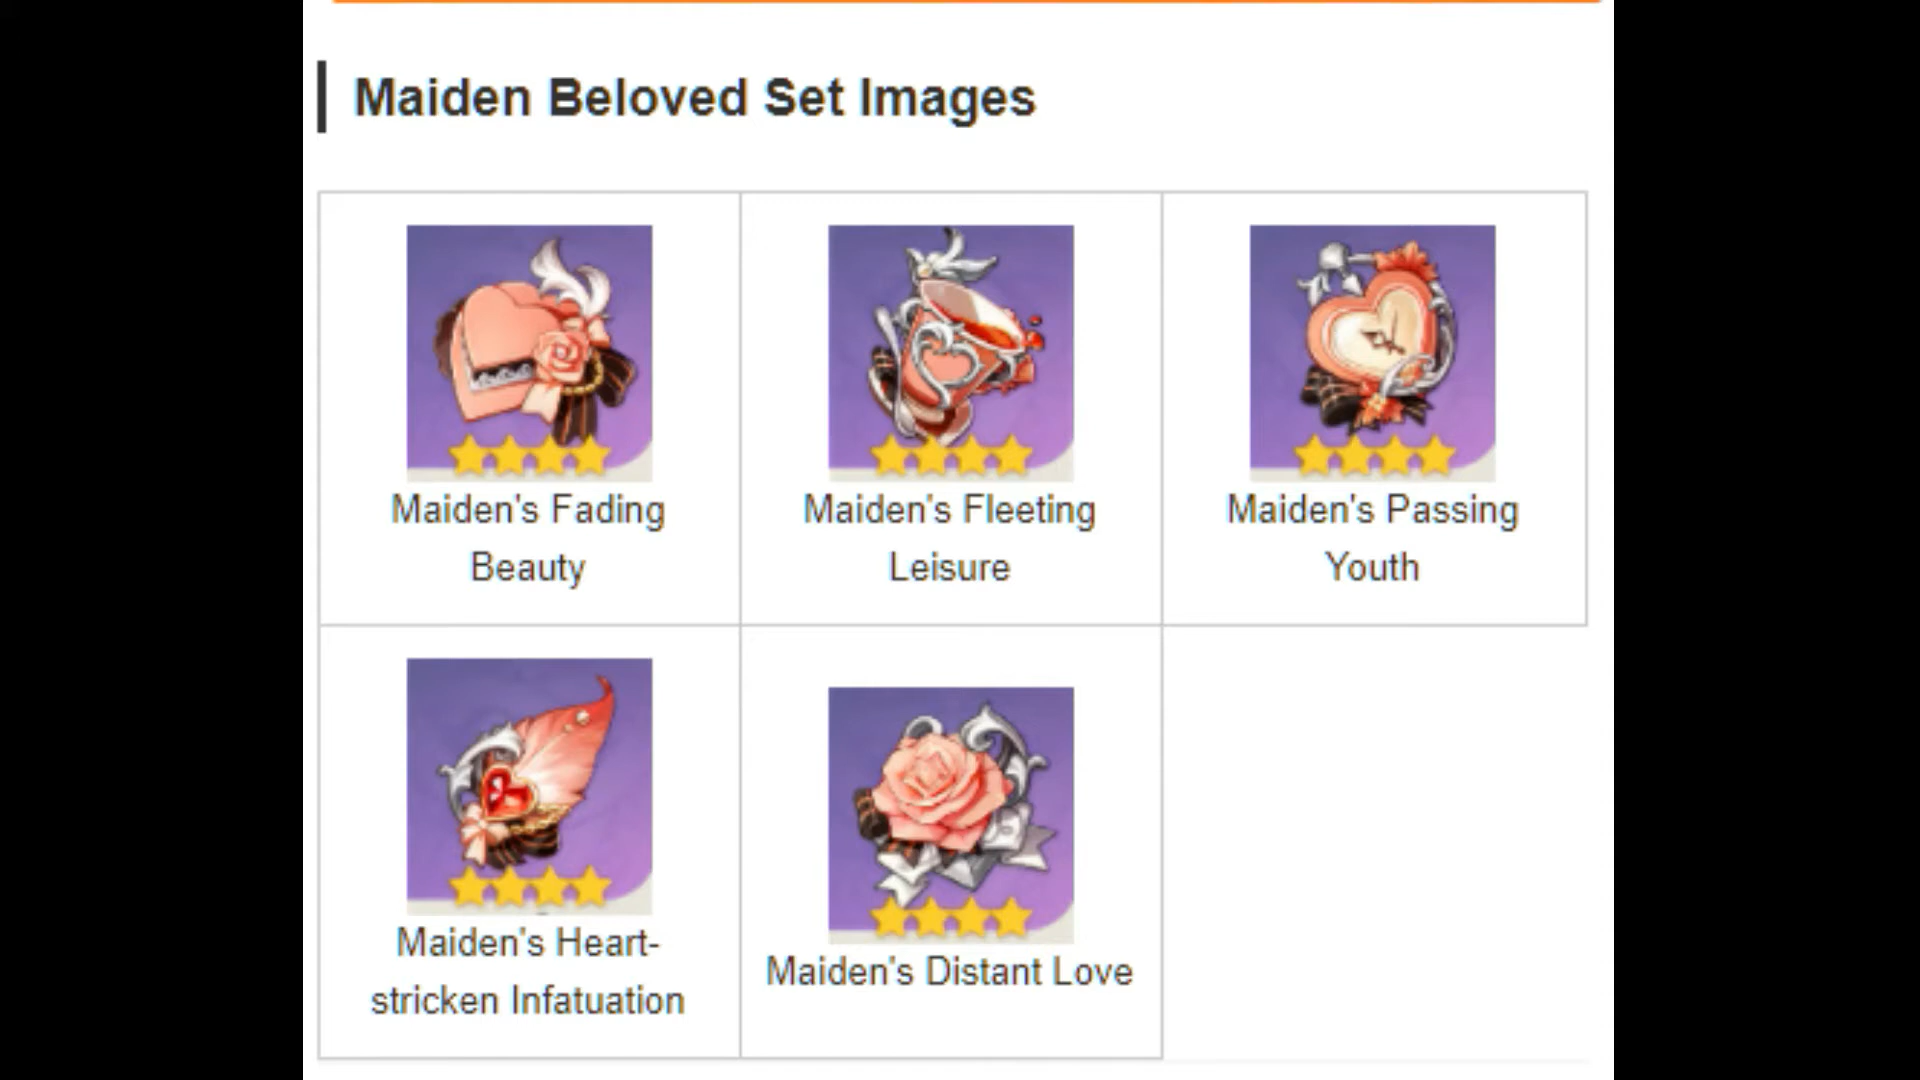 Maiden Beloved Set Images
Maiden's Fading
Beauty
Maiden's Fleeting
Leisure
Maiden's Passing
Youth
Maiden's Heart-
stricken Infatuation
Maiden's Distant Love